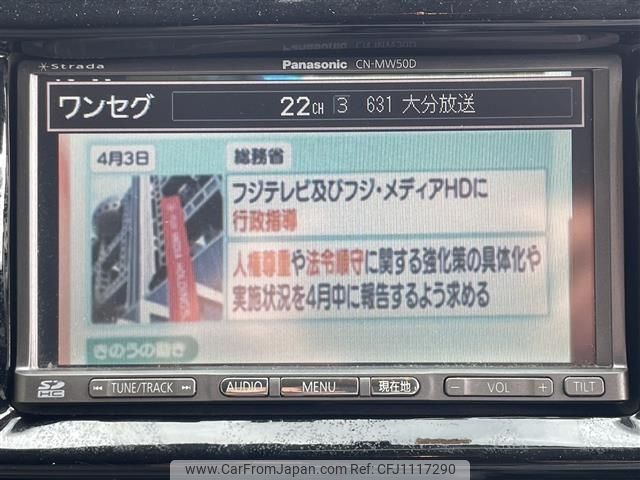 Strada
Panasonic CN-MW50D
ワンセグ
22CH 3 631 大分放送
4月3日
総務省
フジテレビ及びフジ・メディアHDに
行政指導
人権尊重や法令順守に関する強化策の具体化や
実施状況を4月中に報告するよう求める
きのうの動き
SD HC
TUNE/TRACK
AUDIO
MENU
現在地
− VOL +
TILT
www.CarFromJapan.com - CFJ1117290